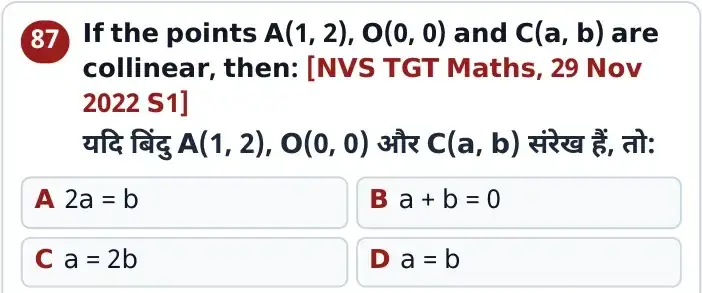 87 If the points A(1, 2), O(0, 0) and C(a, b) are
collinear, then: [NVS TGT Maths, 29 Nov
2022 S1]
यदि बिंदु A(1, 2), O(0, 0) और C(a, b) संरेख हैं, तो:
A 2a = b
B a + b = 0
C a = 2b
D a = b